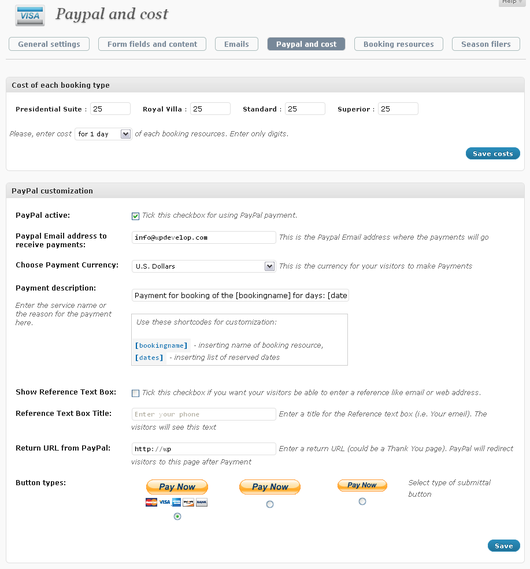 Help ?
VISA
Paypal and cost
General settings
Form fields and content
Emails
Paypal and cost
Booking resources
Season filers
Cost of each booking type
Presidential Suite : 25 Royal Villa : 25 Standard : 25 Superior : 25
Please, enter cost for 1 day of each booking resources. Enter only digits.
Save costs
PayPal customization
PayPal active: Tick this checkbox for using PayPal payment.
Paypal Email address to
receive payments:
info@wpdevelop.com This is the Paypal Email address where the payments will go
Choose Payment Currency: U.S. Dollars This is the currency for your visitors to make Payments
Payment description:
Enter the service name or
the reason for the payment
here.
Payment for booking of the [bookingname] for days: [date
Use these shortcodes for customization:
[bookingname] - inserting name of booking resource,
[dates] - inserting list of reserved dates
Show Reference Text Box: Tick this checkbox if you want your visitors be able to enter a reference like email or web address.
Reference Text Box Title: Enter your phone Enter a title for the Reference text box (i.e. Your email). The
visitors will see this text
Return URL from PayPal: http://wp Enter a return URL (could be a Thank You page). PayPal will redirect
visitors to this page after Payment
Button types:
Pay Now
Pay Now
Pay Now
VISA
Select type of submittal
button
Save